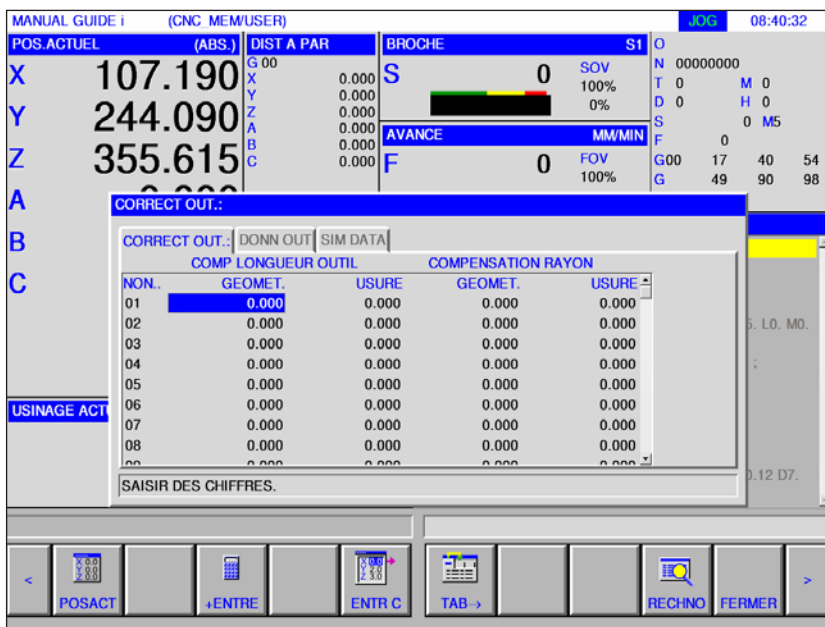 MANUAL GUIDE i (CNC_MEM/USER) JOG 08:40:32
POS.ACTUEL (ABS.)
X 107.190
Y 244.090
Z 355.615
A 0.000
B
C
DIST A PAR
G 00
X 0.000
Y 0.000
Z 0.000
A 0.000
B 0.000
C 0.000
BROCHE S1
S 0 SOV
100%
0%
AVANCE MM/MIN
F 0 FOV
100%
O
N 00000000
T 0 M 0
D 0 H 0
S 0 M5
F 0
G00 17 40 54
G 49 90 98
CORRECT OUT.:
CORRECT OUT.: DONN OUT SIM DATA
COMP LONGUEUR OUTIL COMPENSATION RAYON
NON.. GEOMET. USURE GEOMET. USURE
01 0.000 0.000 0.000 0.000
02 0.000 0.000 0.000 0.000
03 0.000 0.000 0.000 0.000
04 0.000 0.000 0.000 0.000
05 0.000 0.000 0.000 0.000
06 0.000 0.000 0.000 0.000
07 0.000 0.000 0.000 0.000
08 0.000 0.000 0.000 0.000
SAISIR DES CHIFFRES.
L0. M0.
;
D7.
USINAGE
< POSACT +ENTRE ENTR C TAB→ RECHNO FERMER >